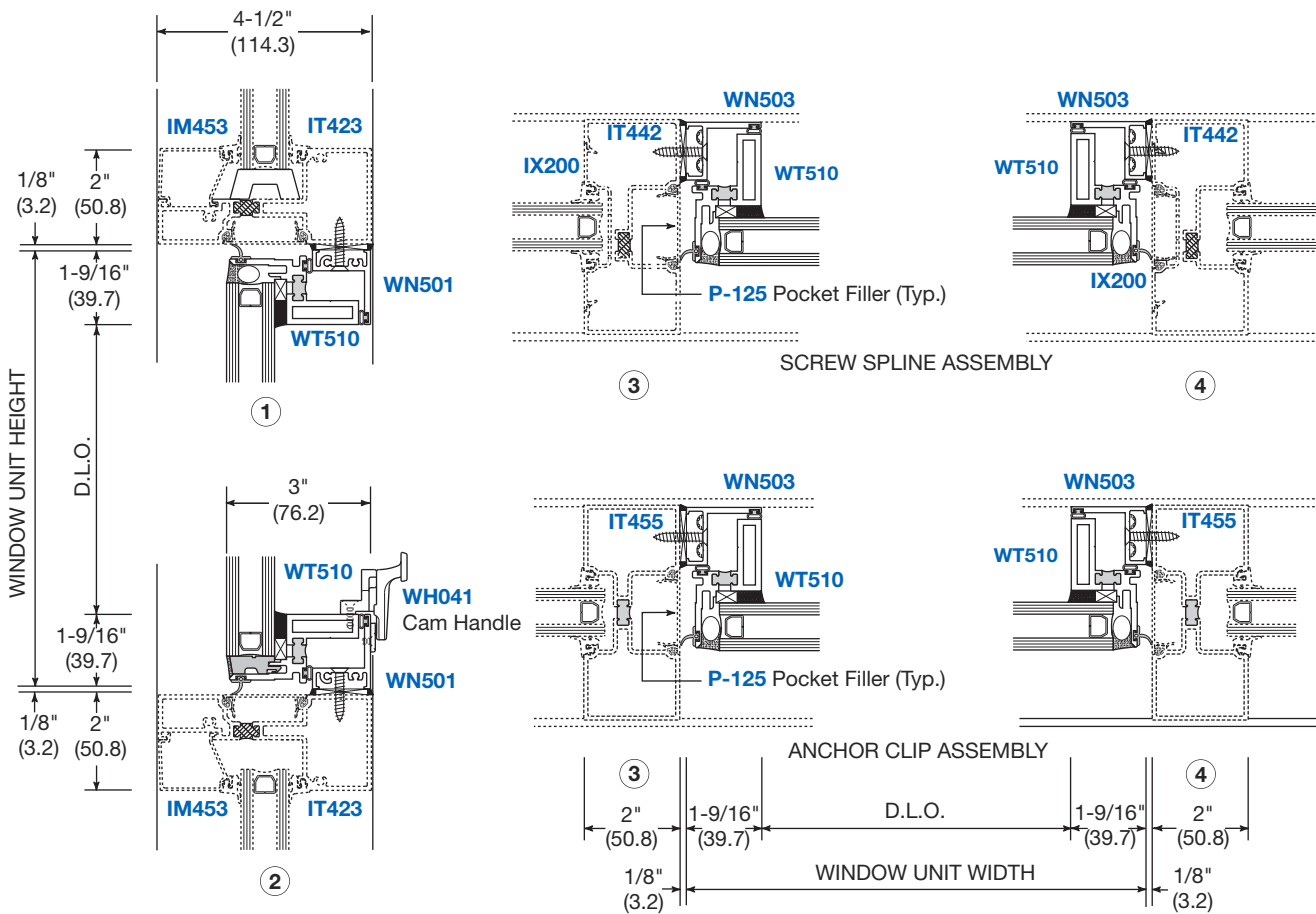 4-1/2"
(114.3)
IM453
IT423
1/8"
(3.2)
2"
(50.8)
1-9/16"
(39.7)
WN501
WT510
1
WINDOW UNIT HEIGHT
D.L.O.
3"
(76.2)
WT510
WH041
Cam Handle
1-9/16"
(39.7)
WN501
1/8"
(3.2)
2"
(50.8)
IM453
IT423
2
WN503
IT442
IX200
WT510
P-125 Pocket Filler (Typ.)
3
WN503
IT442
WT510
IX200
SCREW SPLINE ASSEMBLY
4
WN503
IT455
WT510
P-125 Pocket Filler (Typ.)
WN503
IT455
WT510
ANCHOR CLIP ASSEMBLY
3
4
2"
(50.8)
1-9/16"
(39.7)
D.L.O.
1-9/16"
(39.7)
2"
(50.8)
1/8"
(3.2)
WINDOW UNIT WIDTH
1/8"
(3.2)